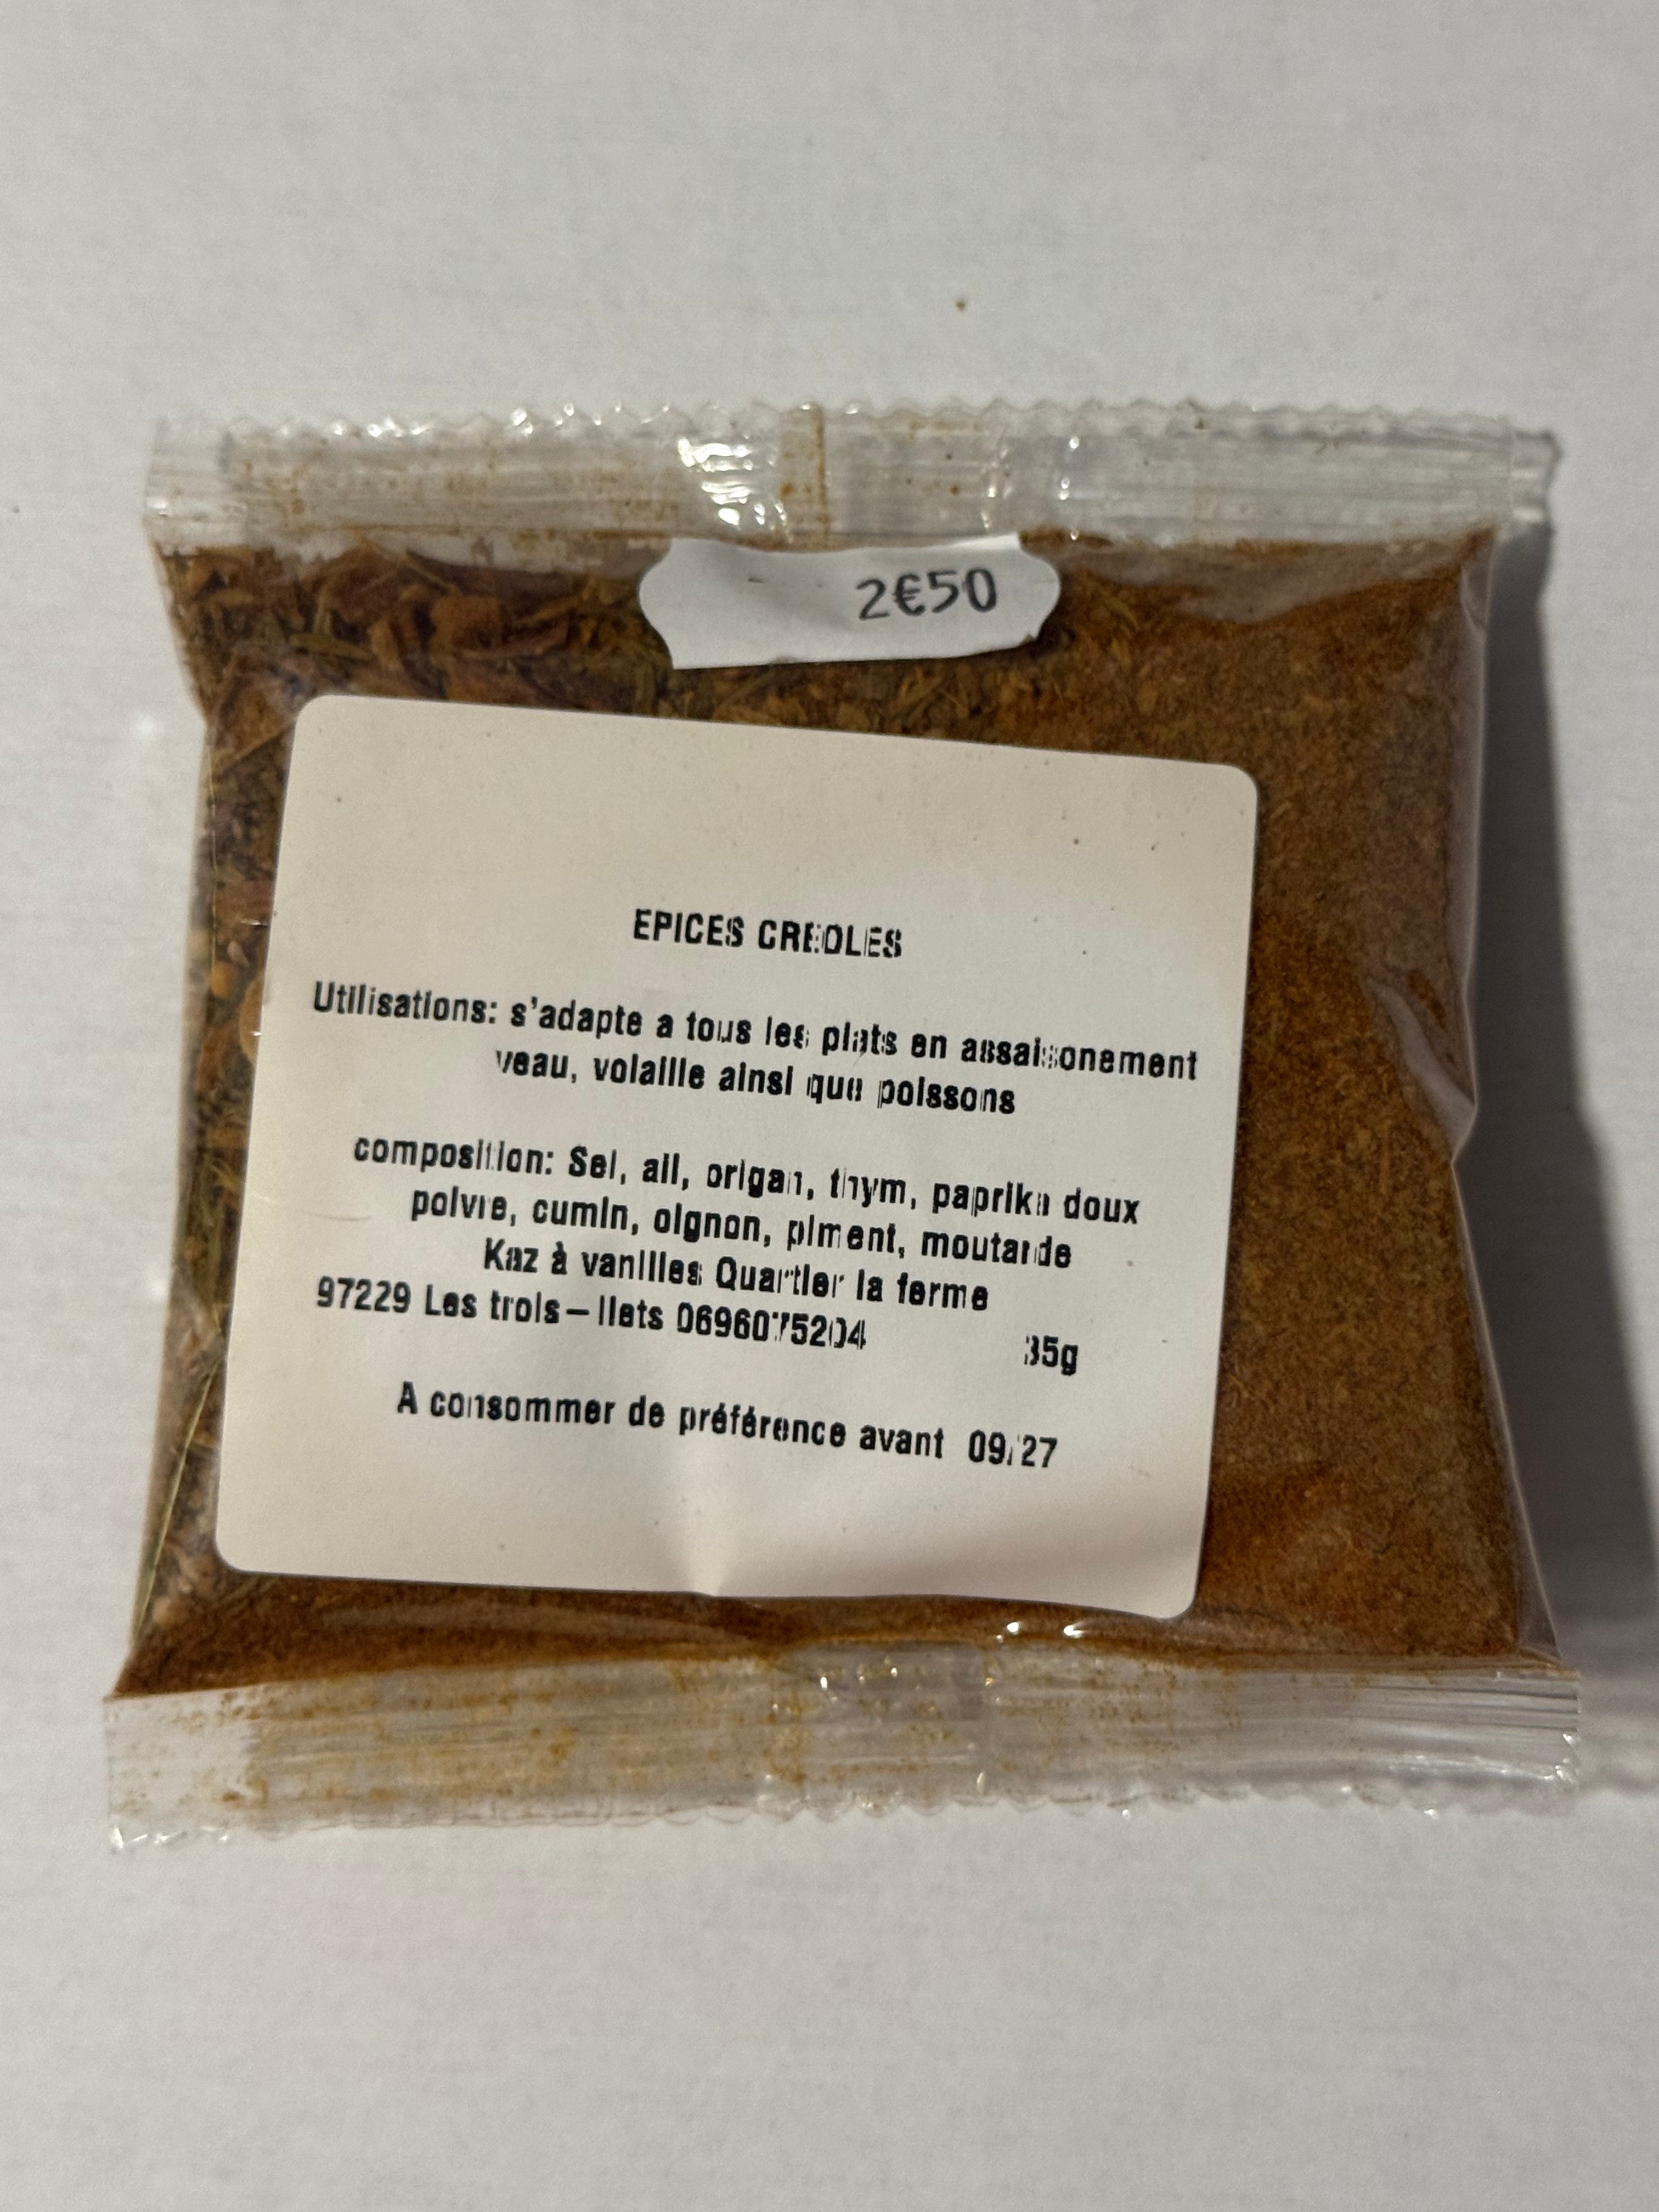 2€50
EPICES CREOLES
Utilisations: s'adapte a tous les plats en assaisonement
veau, volaille ainsi que poissons
composition: Sel, ail, origan, thym, paprika doux
poivre, cumin, oignon, piment, moutarde
Kaz à vanilles Quartier la ferme
97229 Les trois-Ilets 0696075204 35g
A consommer de préférence avant 09/27